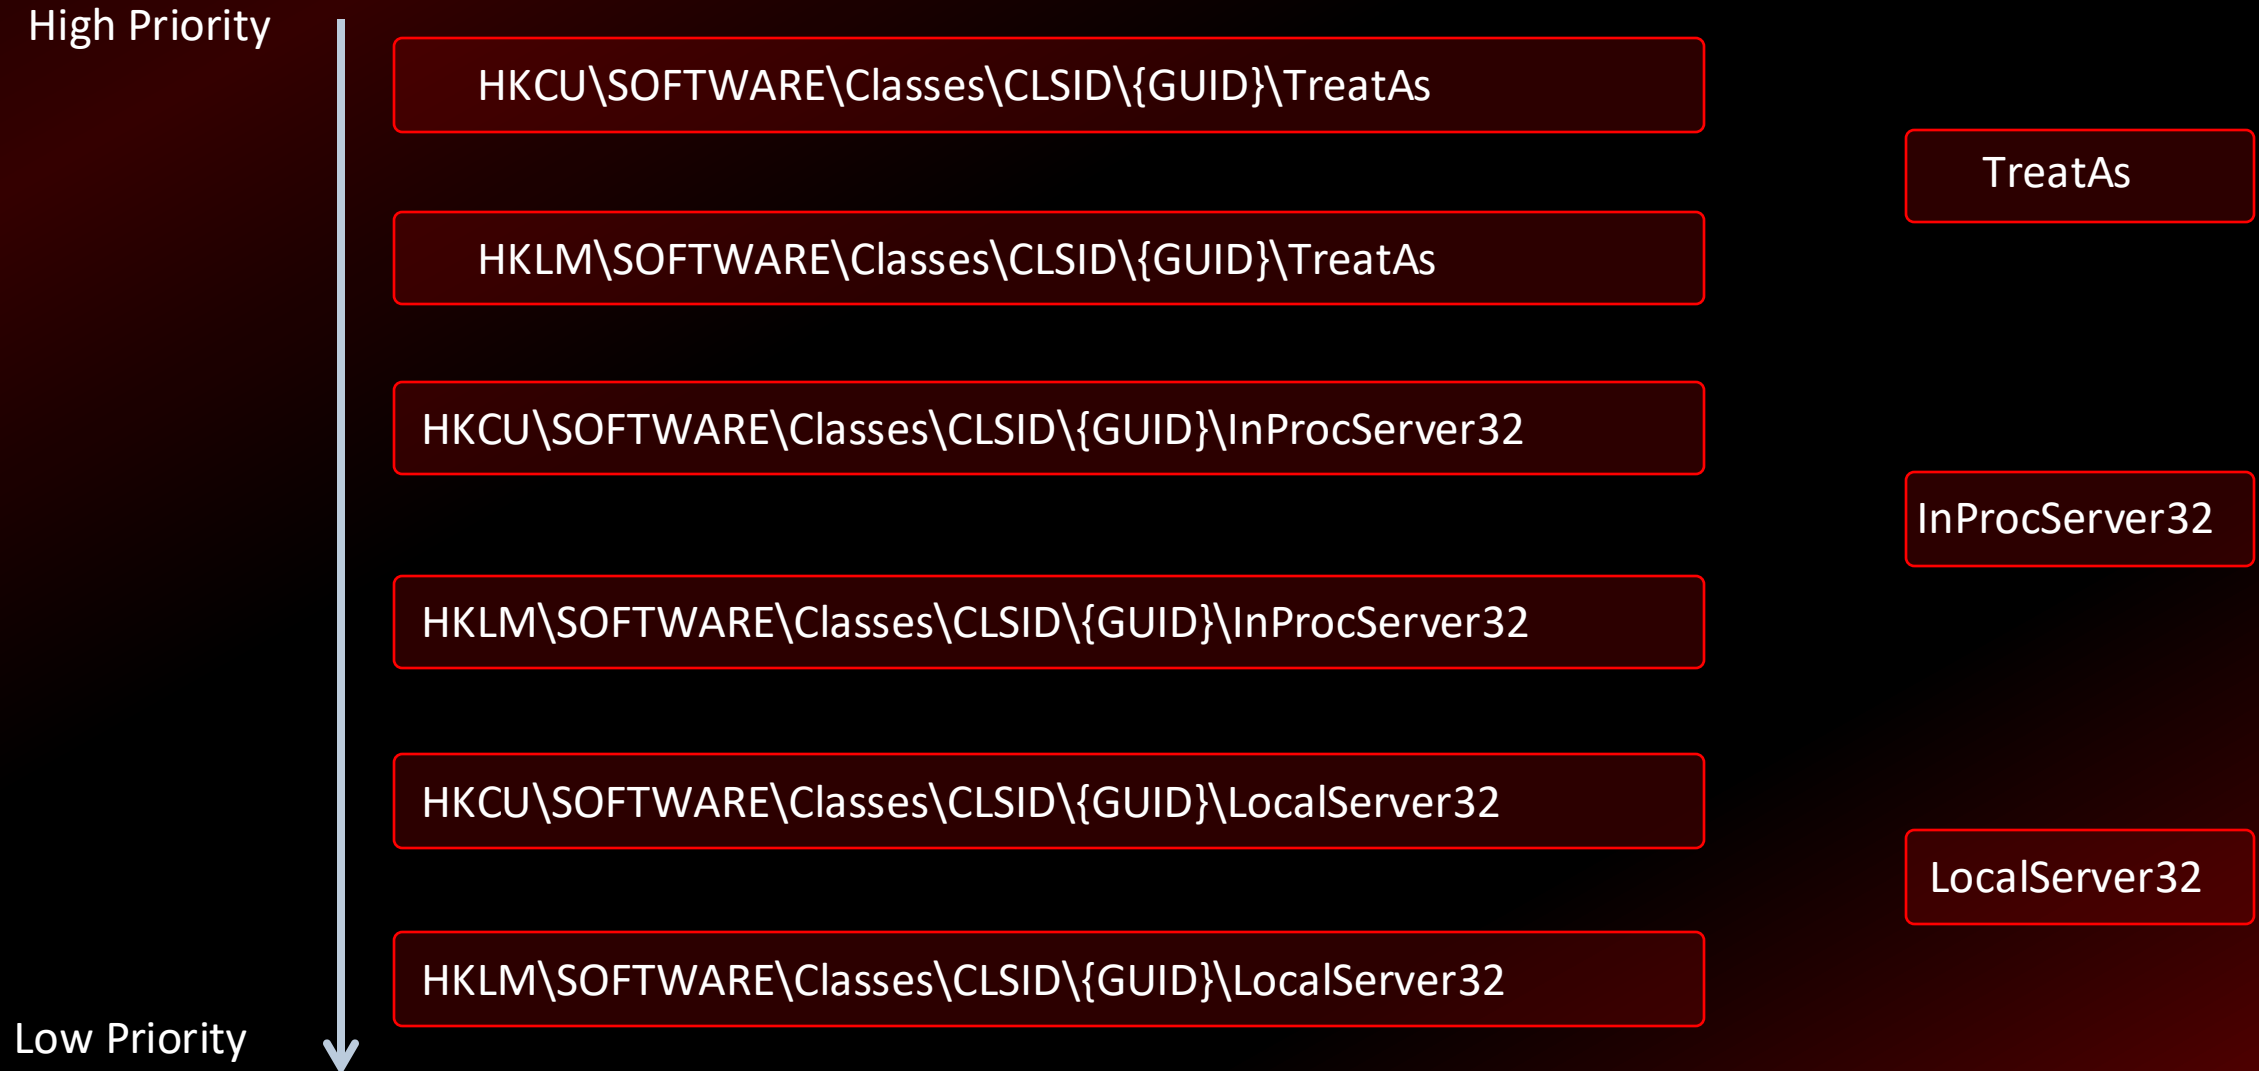 High Priority
HKCU\SOFTWARE\Classes\CLSID\{GUID}\TreatAs
TreatAs
HKLM\SOFTWARE\Classes\CLSID\{GUID}\TreatAs
HKCU\SOFTWARE\Classes\CLSID\{GUID}\InProcServer32
InProcServer32
HKLM\SOFTWARE\Classes\CLSID\{GUID}\InProcServer32
HKCU\SOFTWARE\Classes\CLSID\{GUID}\LocalServer32
LocalServer32
HKLM\SOFTWARE\Classes\CLSID\{GUID}\LocalServer32
Low Priority